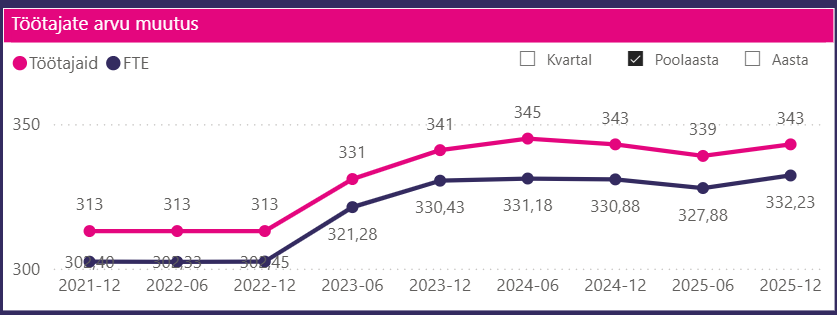 Töötajate arvu muutus
Töötajaid FTE Kvartal Poolaasta Aasta
350
300
313 313 313 331 341 345 343 339 343
302,33 321,28 330,43 331,18 330,88 327,88 332,23
2021-12 2022-06 2022-12 2023-06 2023-12 2024-06 2024-12 2025-06 2025-12